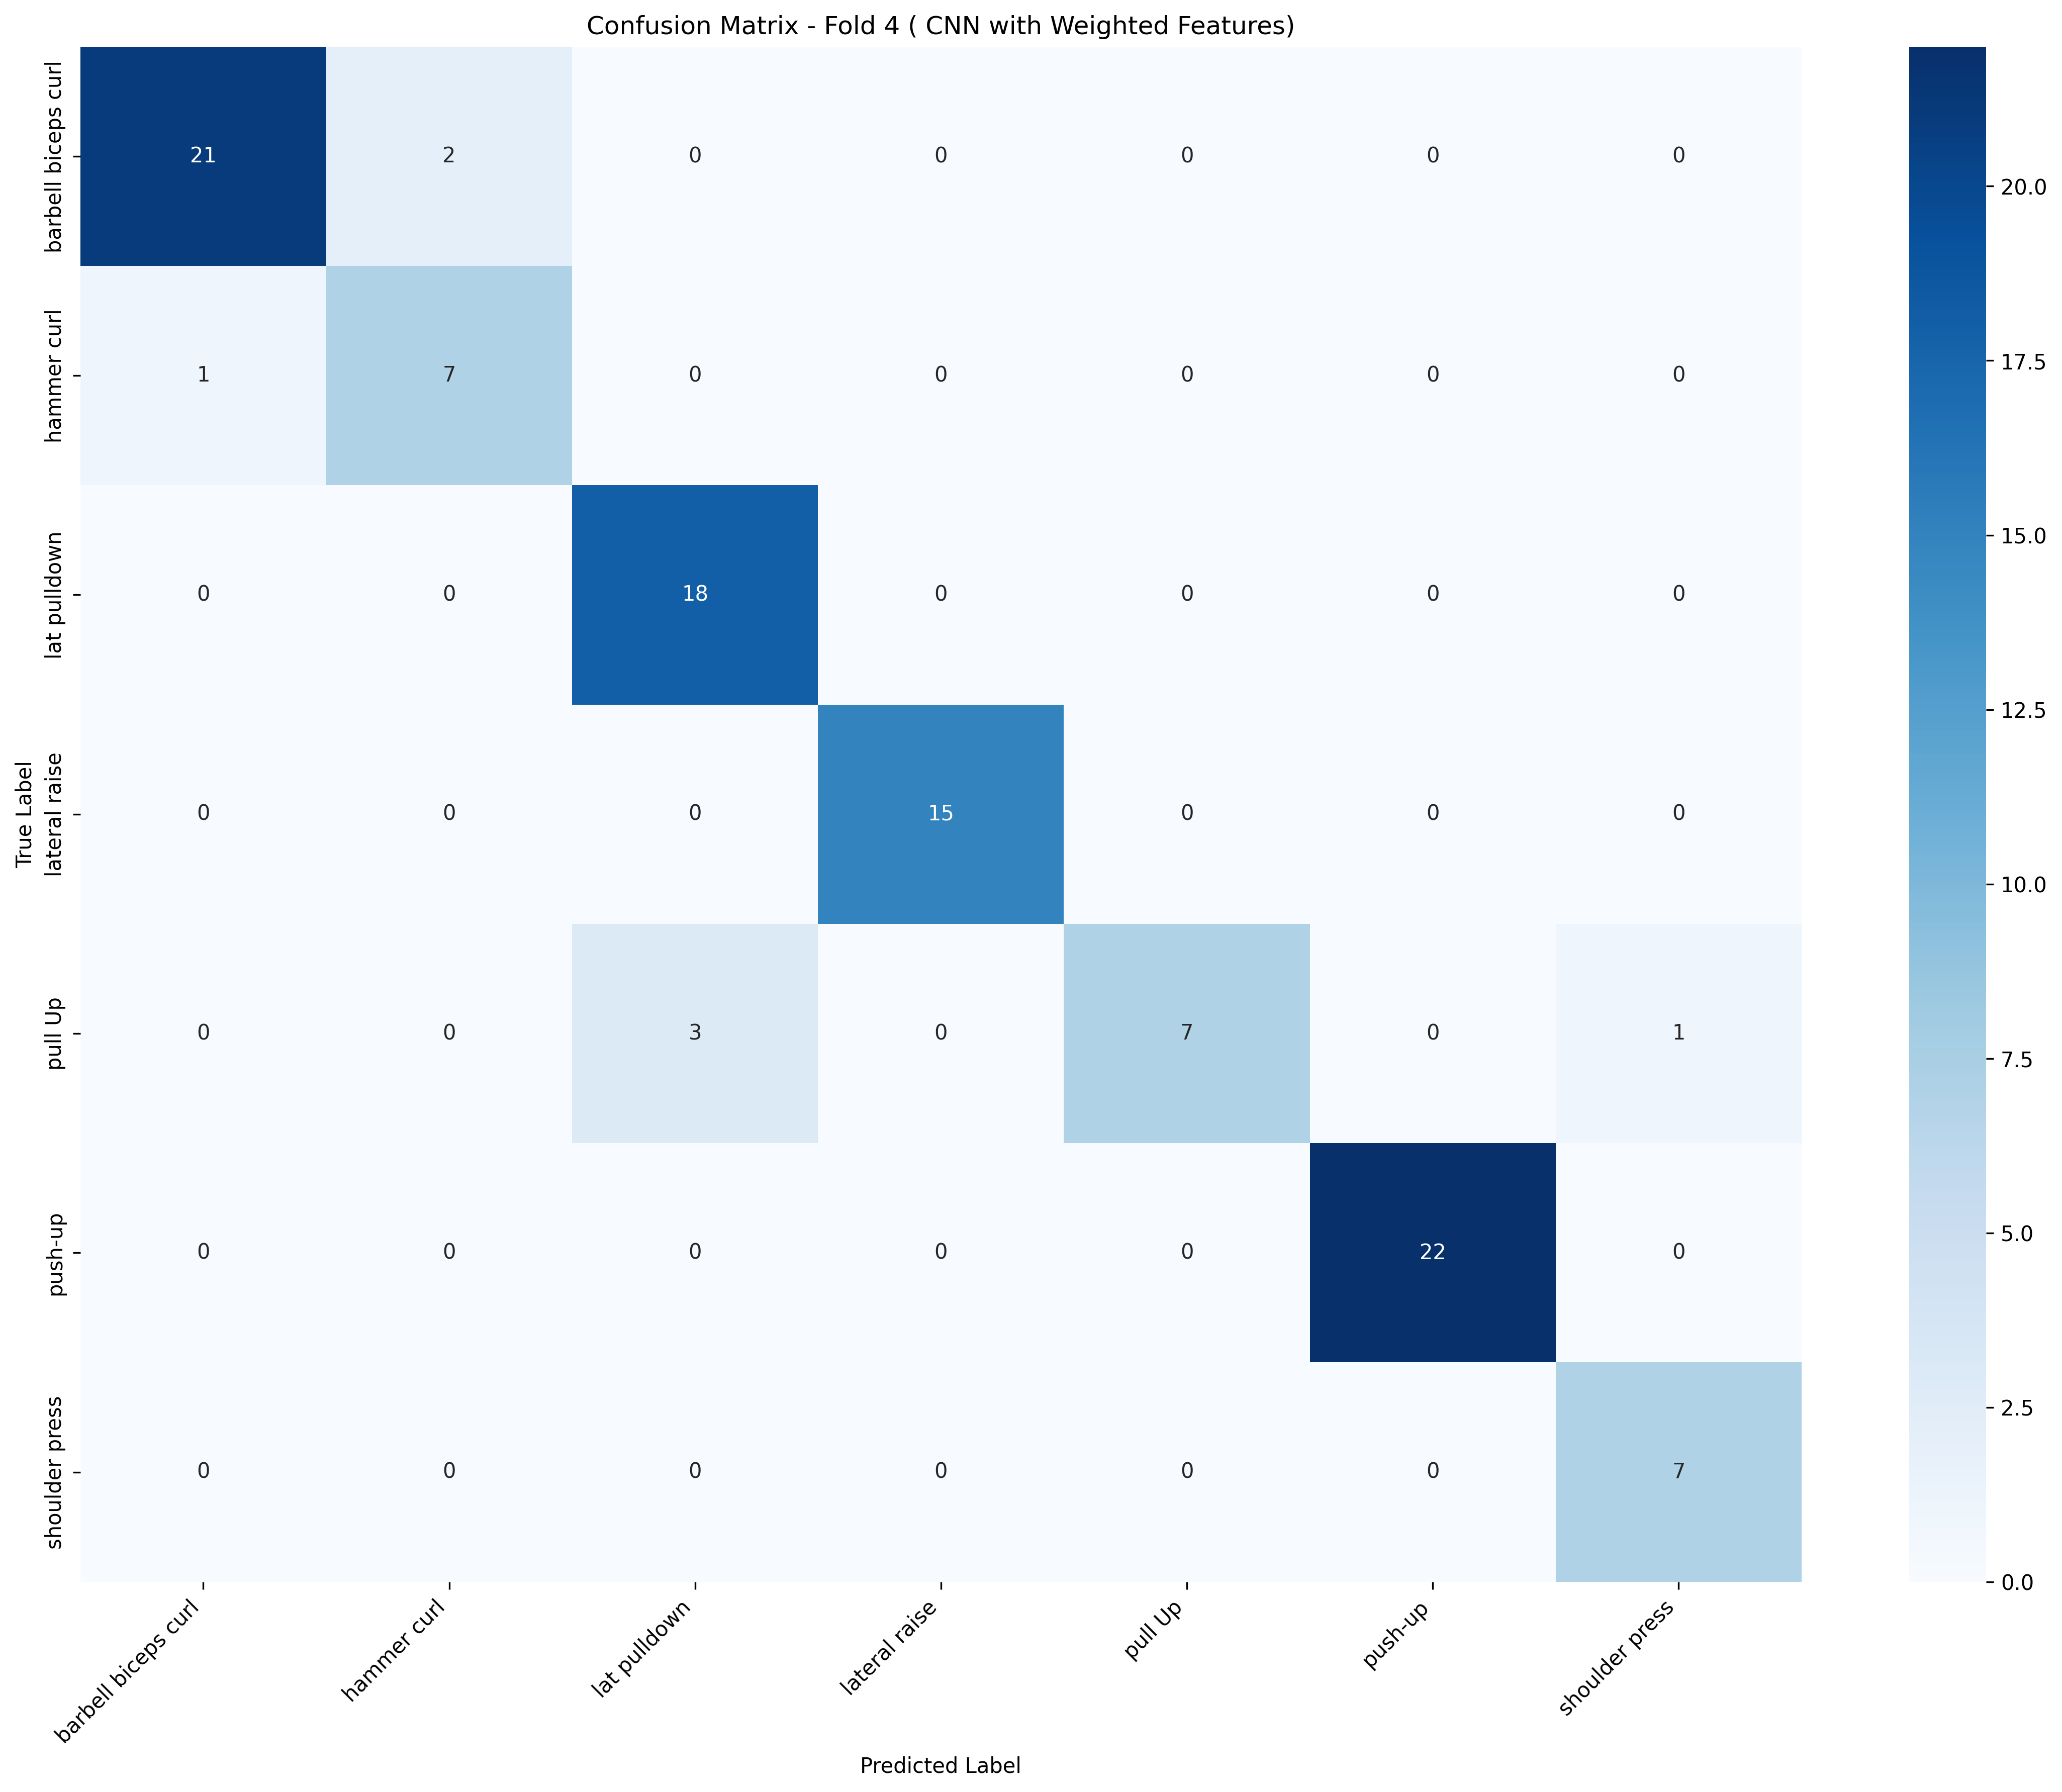 Confusion Matrix - Fold 4 ( CNN with Weighted Features)
True Label
barbell biceps curl
21 2 0 0 0 0 0
hammer curl
1 7 0 0 0 0 0
lat pulldown
0 0 18 0 0 0 0
lateral raise
0 0 0 15 0 0 0
pull Up
0 0 3 0 7 0 1
push-up
0 0 0 0 0 22 0
shoulder press
0 0 0 0 0 0 7
barbell biceps curl
hammer curl
lat pulldown
lateral raise
pull Up
push-up
shoulder press
Predicted Label
20.0
17.5
15.0
12.5
10.0
7.5
5.0
2.5
0.0